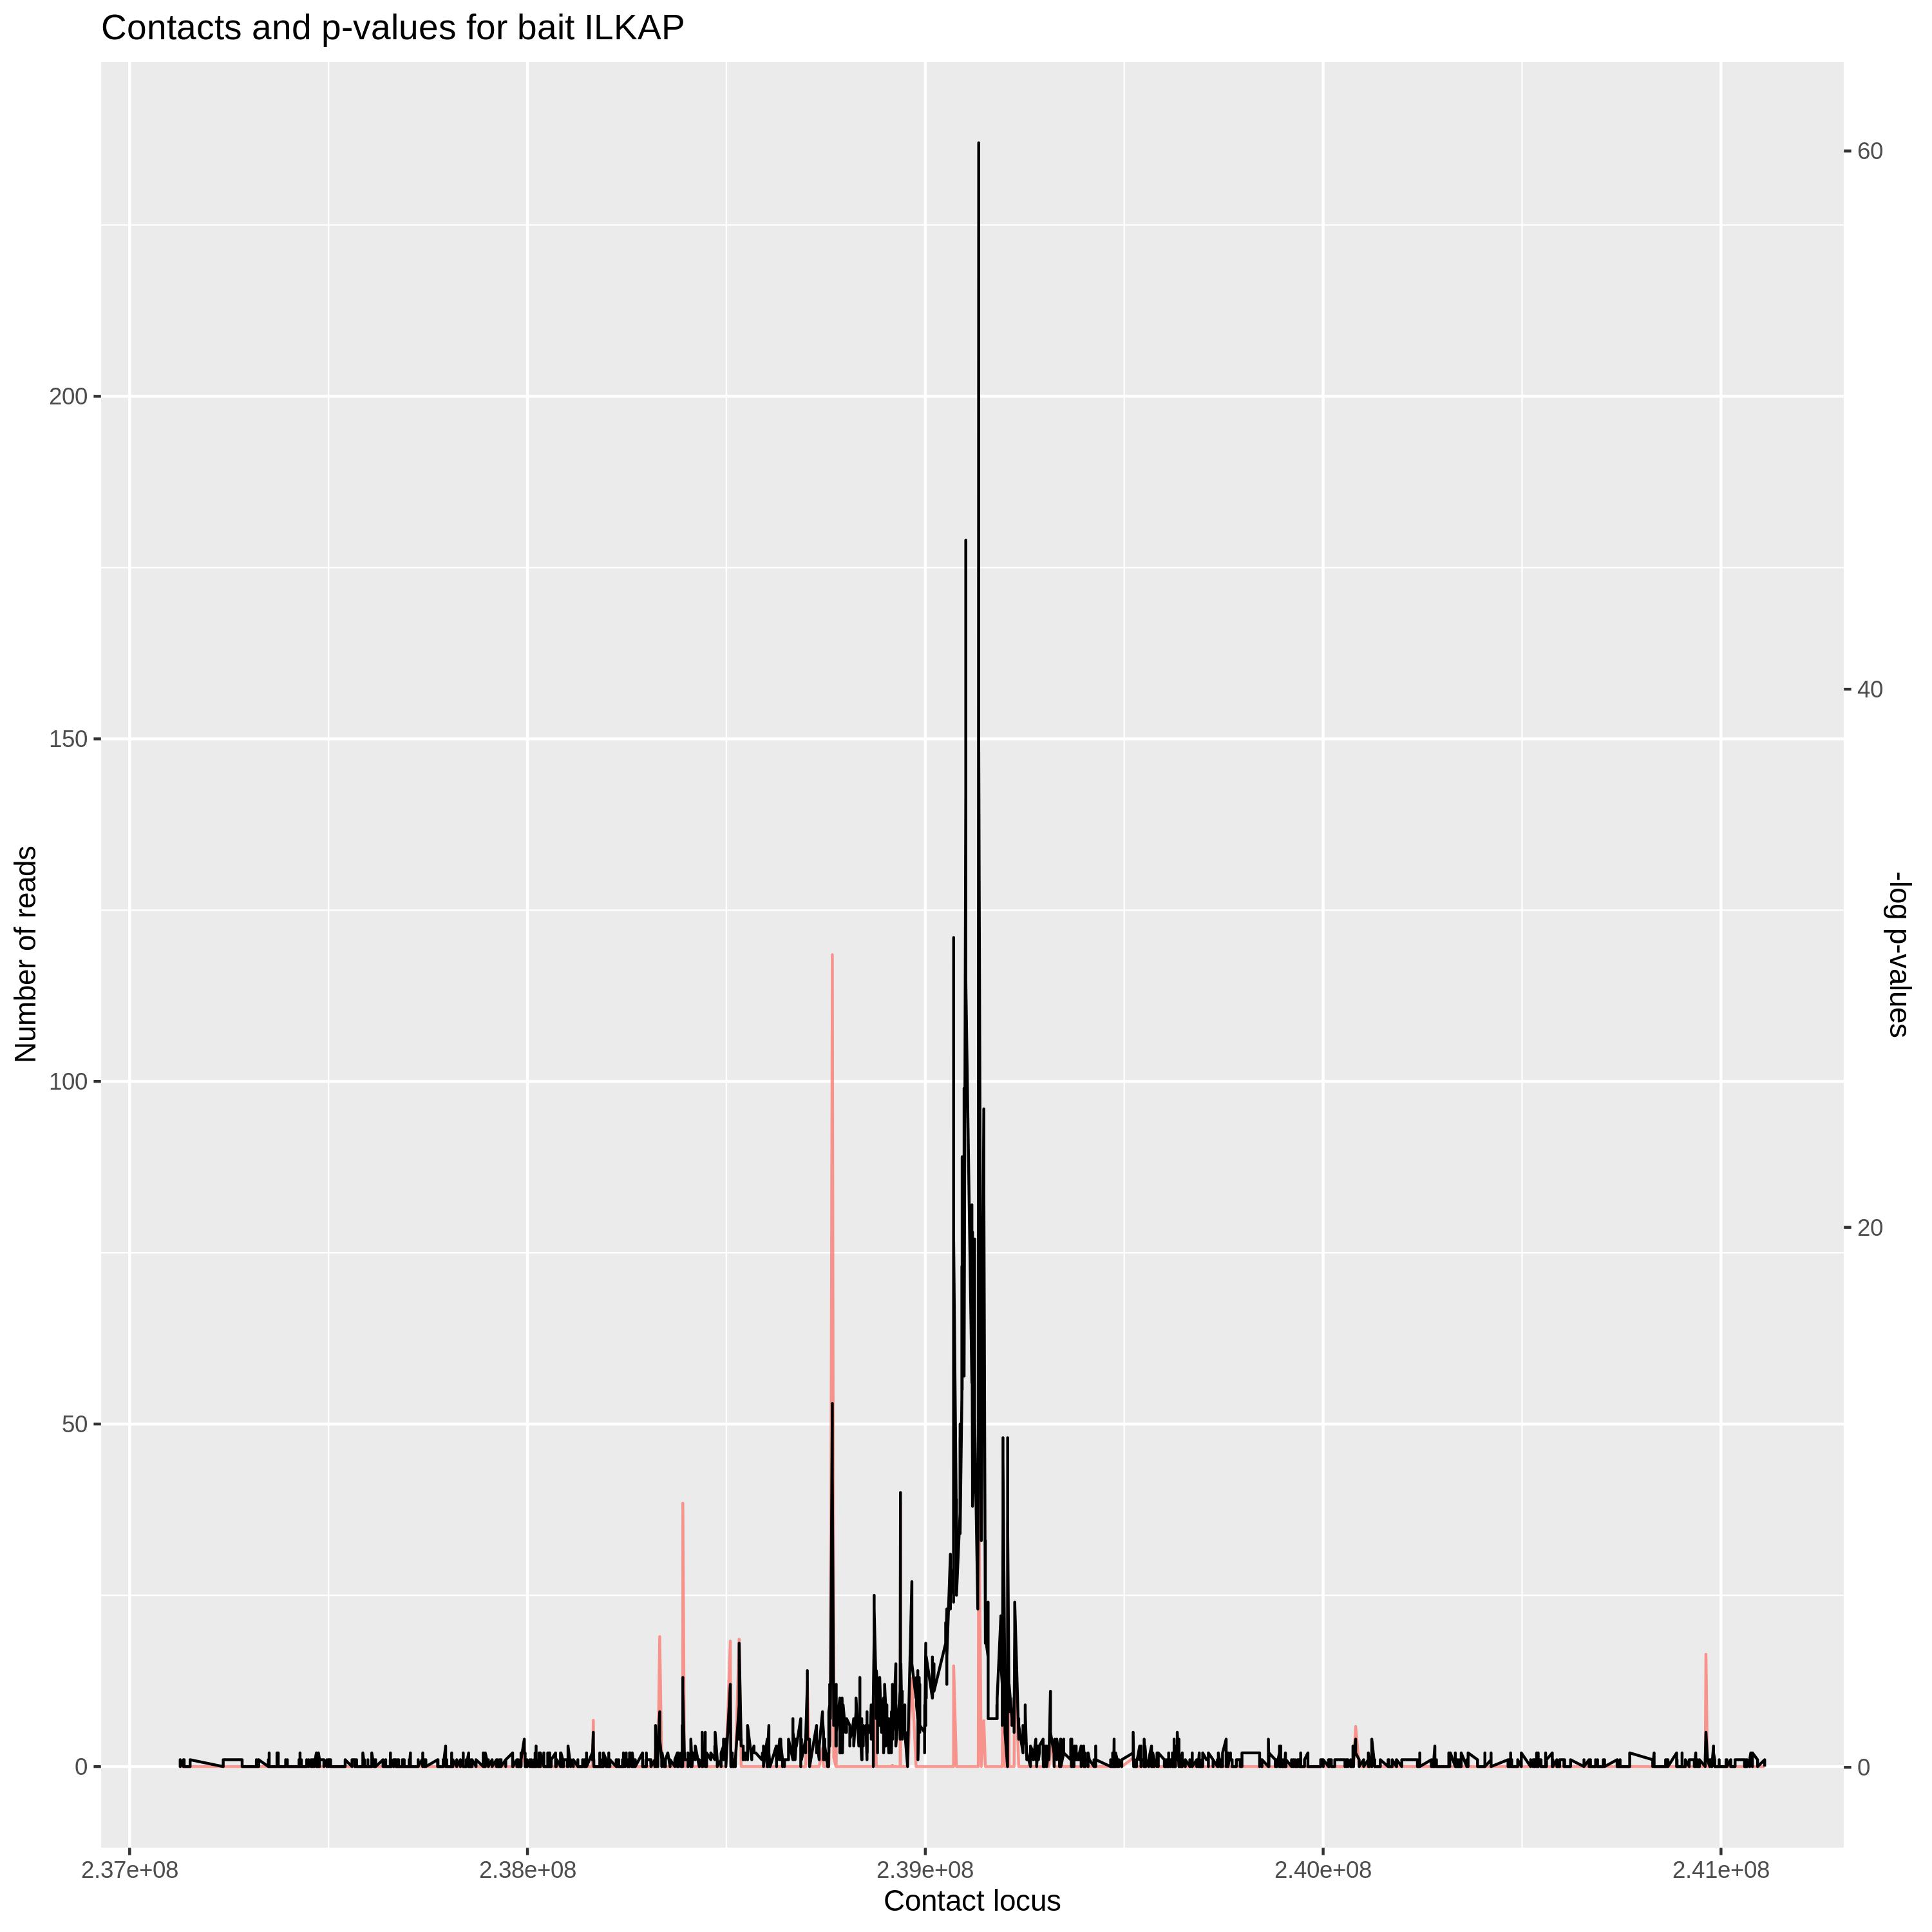 Contacts and p-values for bait ILKAP
Number of reads
200
150
100
50
0
60
40
20
0
-log p-values
2.37e+08 2.38e+08 2.39e+08 2.40e+08 2.41e+08
Contact locus